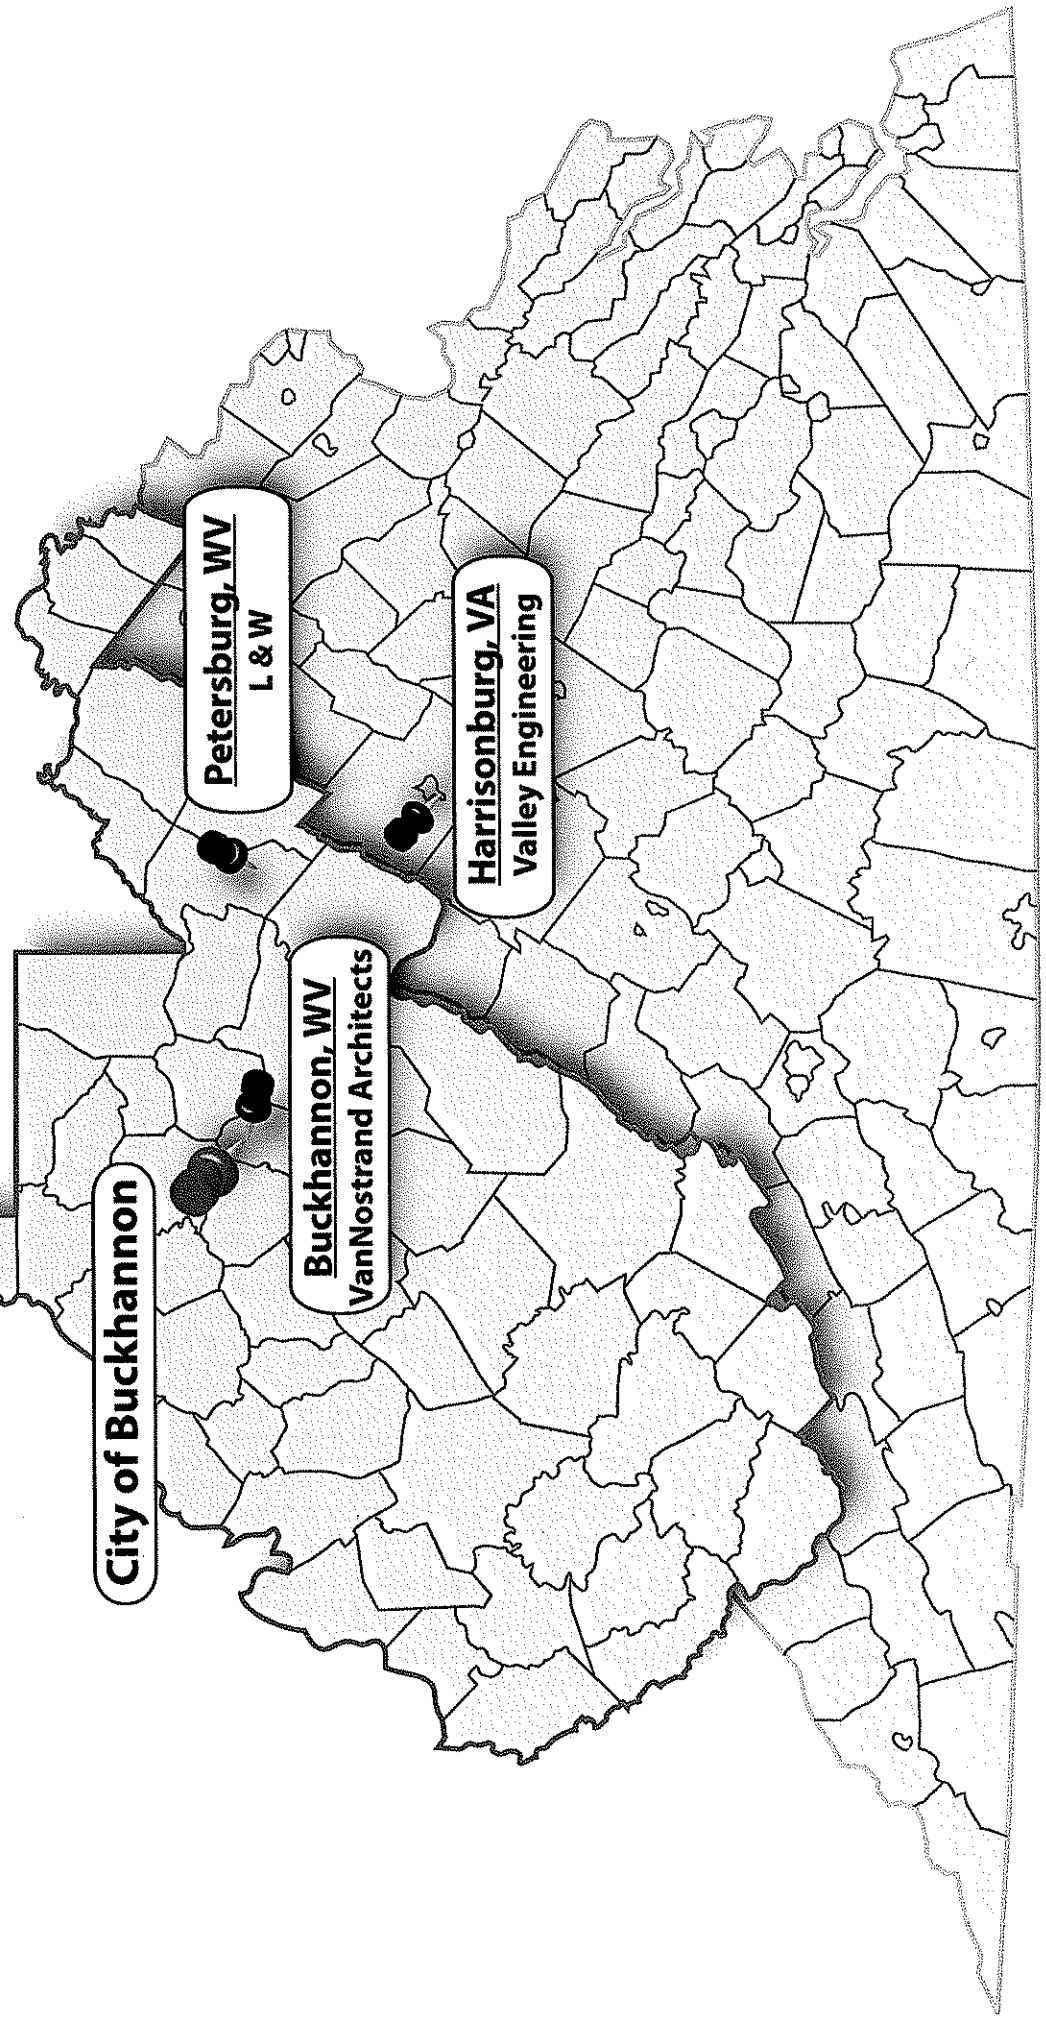 City of Buckhannon
Buckhannon, WV
VanNostrand Architects
Petersburg, WV
L & W
Harrisonburg, VA
Valley Engineering